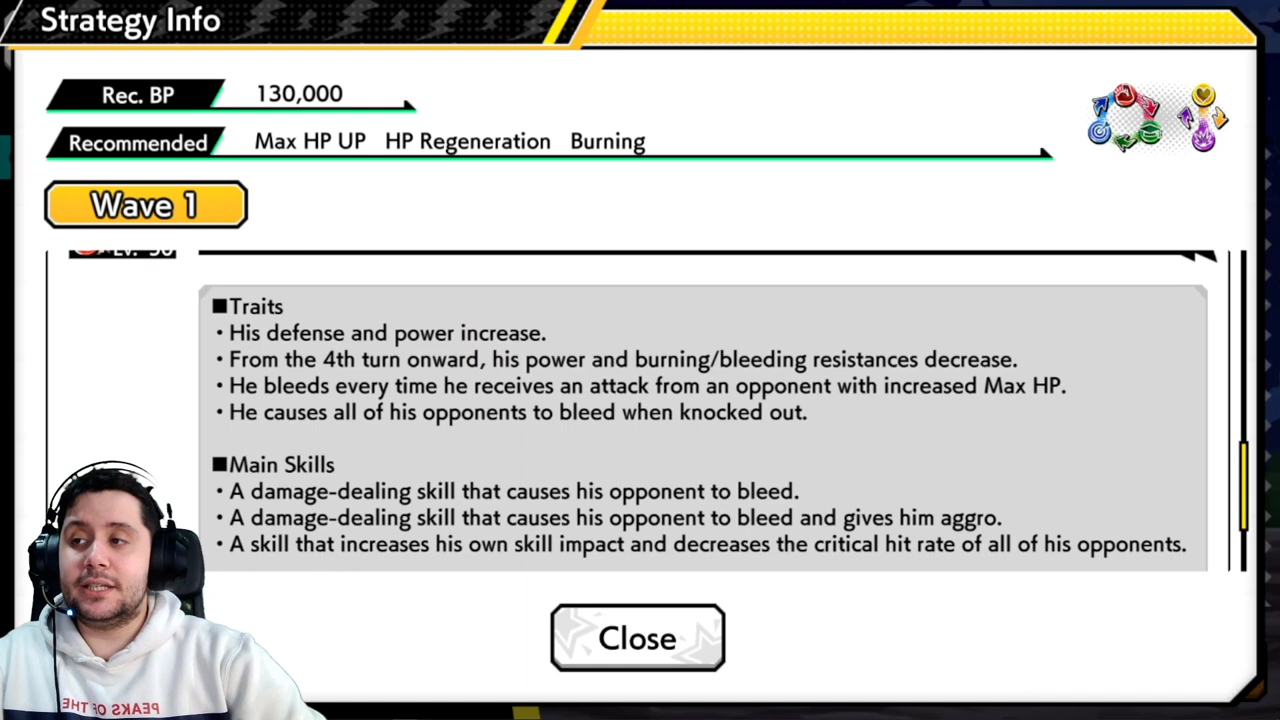 Strategy Info
Rec. BP 130,000
Recommended Max HP UP HP Regeneration Burning
Wave 1
Lv. 50
■Traits
・His defense and power increase.
・From the 4th turn onward, his power and burning/bleeding resistances decrease.
・He bleeds every time he receives an attack from an opponent with increased Max HP.
・He causes all of his opponents to bleed when knocked out.
■Main Skills
・A damage-dealing skill that causes his opponent to bleed.
・A damage-dealing skill that causes his opponent to bleed and gives him aggro.
・A skill that increases his own skill impact and decreases the critical hit rate of all of his opponents.
Close
PEAKS OF THE